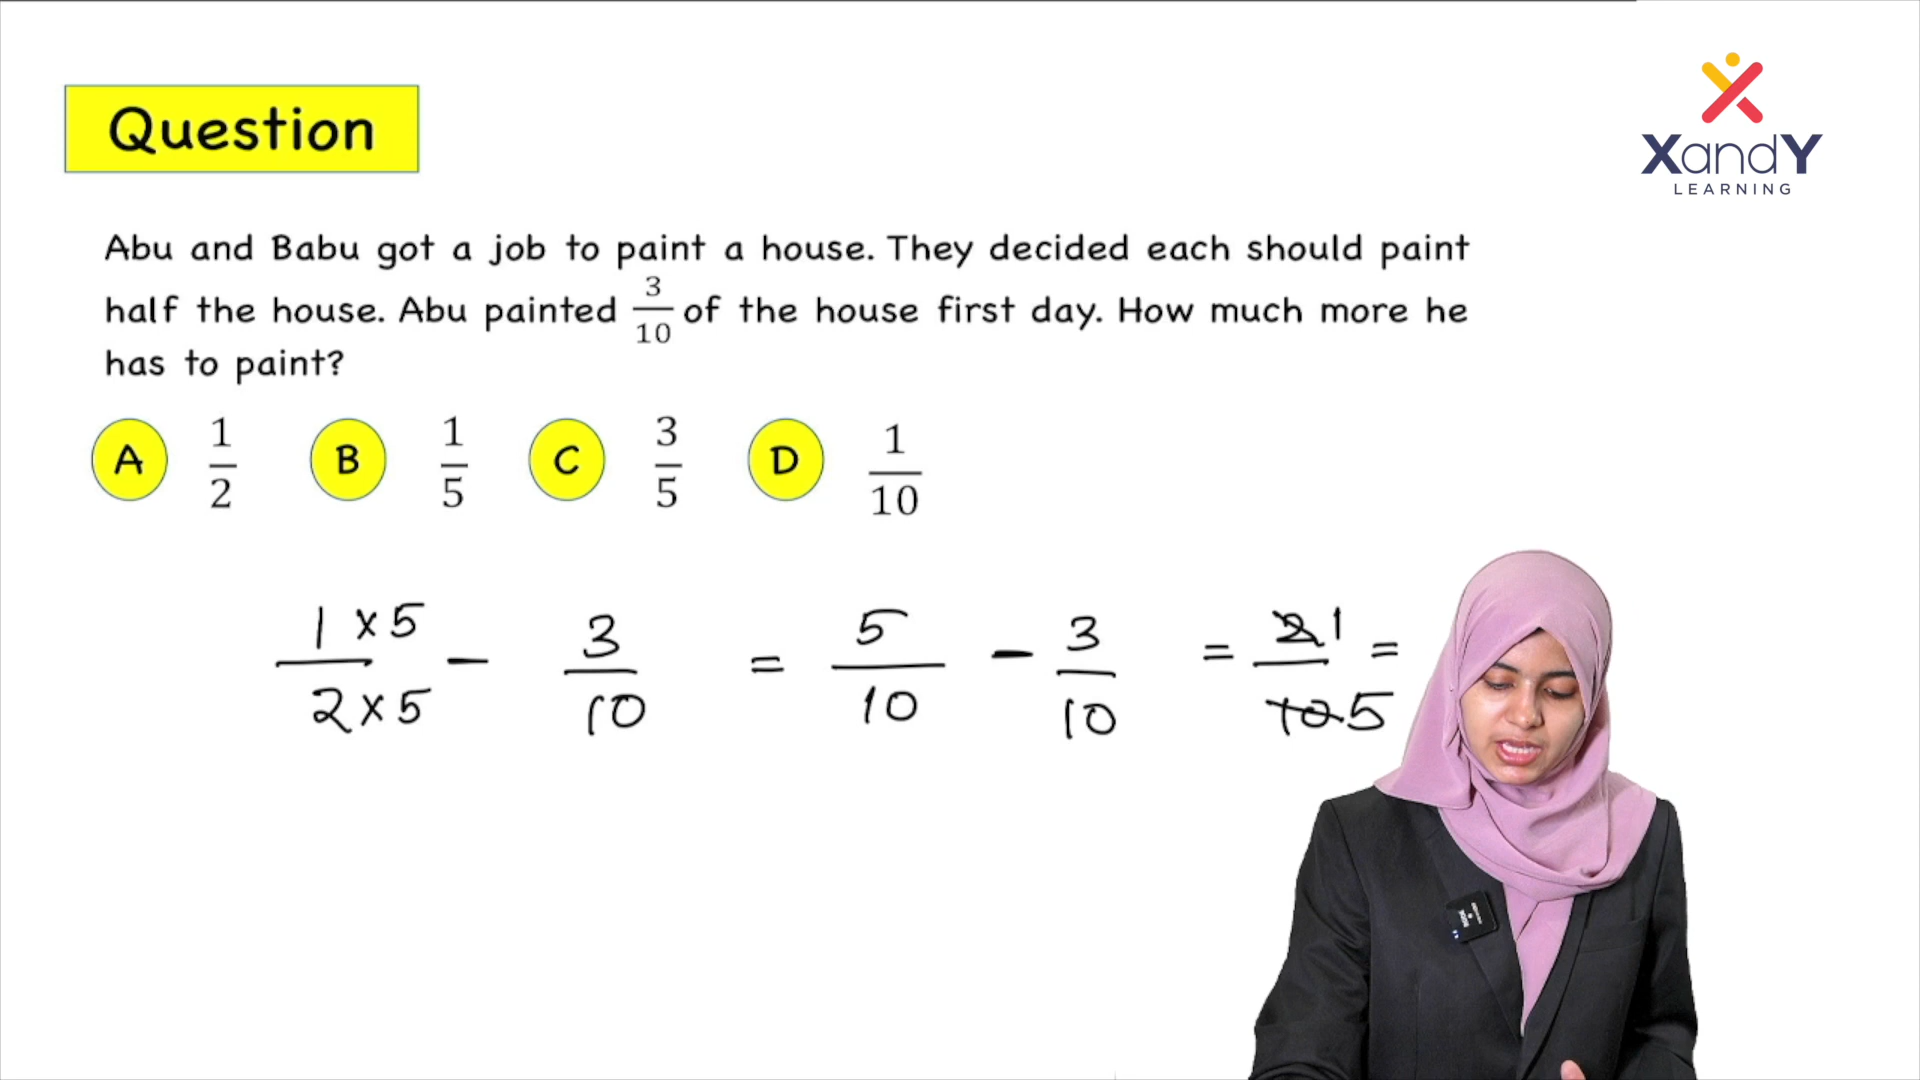 Question
XandY
LEARNING
Abu and Babu got a job to paint a house. They decided each should paint
half the house. Abu painted 3/10 of the house first day. How much more he
has to paint?
A 1/2 B 1/5 C 3/5 D 1/10
1 × 5 / 2 × 5 − 3/10 = 5/10 − 3/10 = 2 1 / 10 5 =